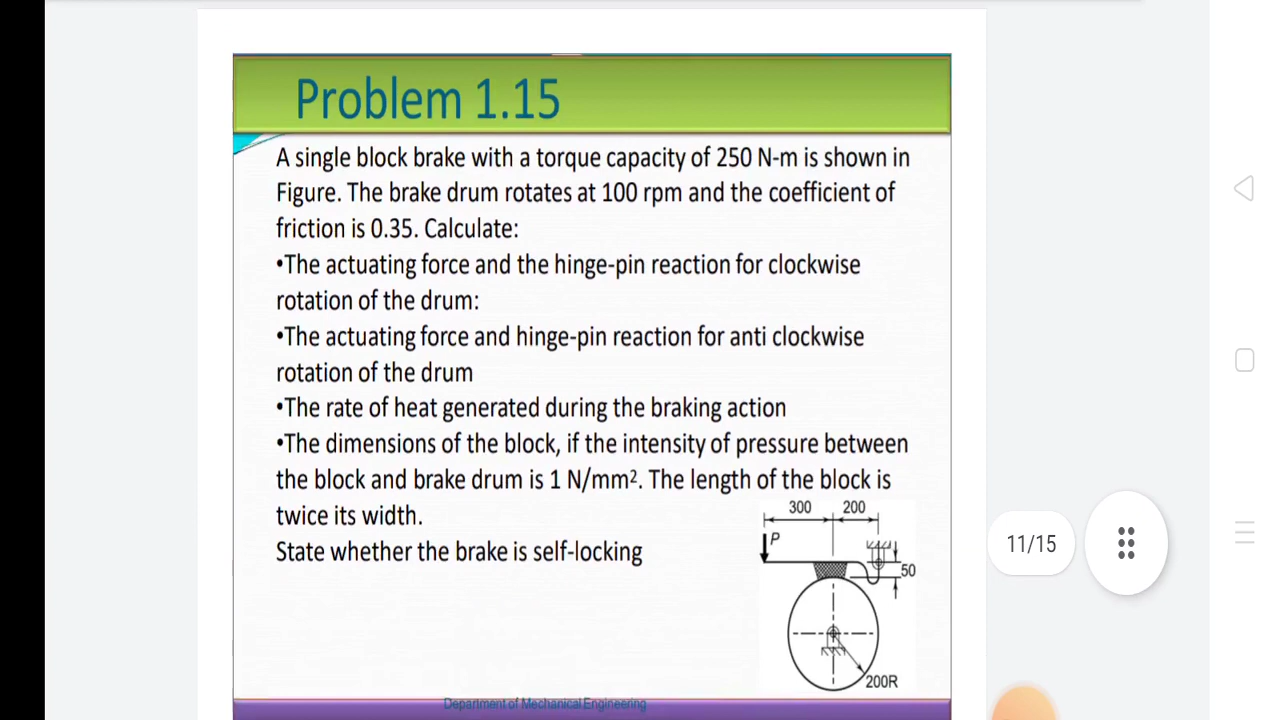 Problem 1.15
A single block brake with a torque capacity of 250 N-m is shown in
Figure. The brake drum rotates at 100 rpm and the coefficient of
friction is 0.35. Calculate:
•The actuating force and the hinge-pin reaction for clockwise
rotation of the drum:
•The actuating force and hinge-pin reaction for anti clockwise
rotation of the drum
•The rate of heat generated during the braking action
•The dimensions of the block, if the intensity of pressure between
the block and brake drum is 1 N/mm². The length of the block is
twice its width.
State whether the brake is self-locking
300 200
P
50
200R
11/15
Department of Mechanical Engineering